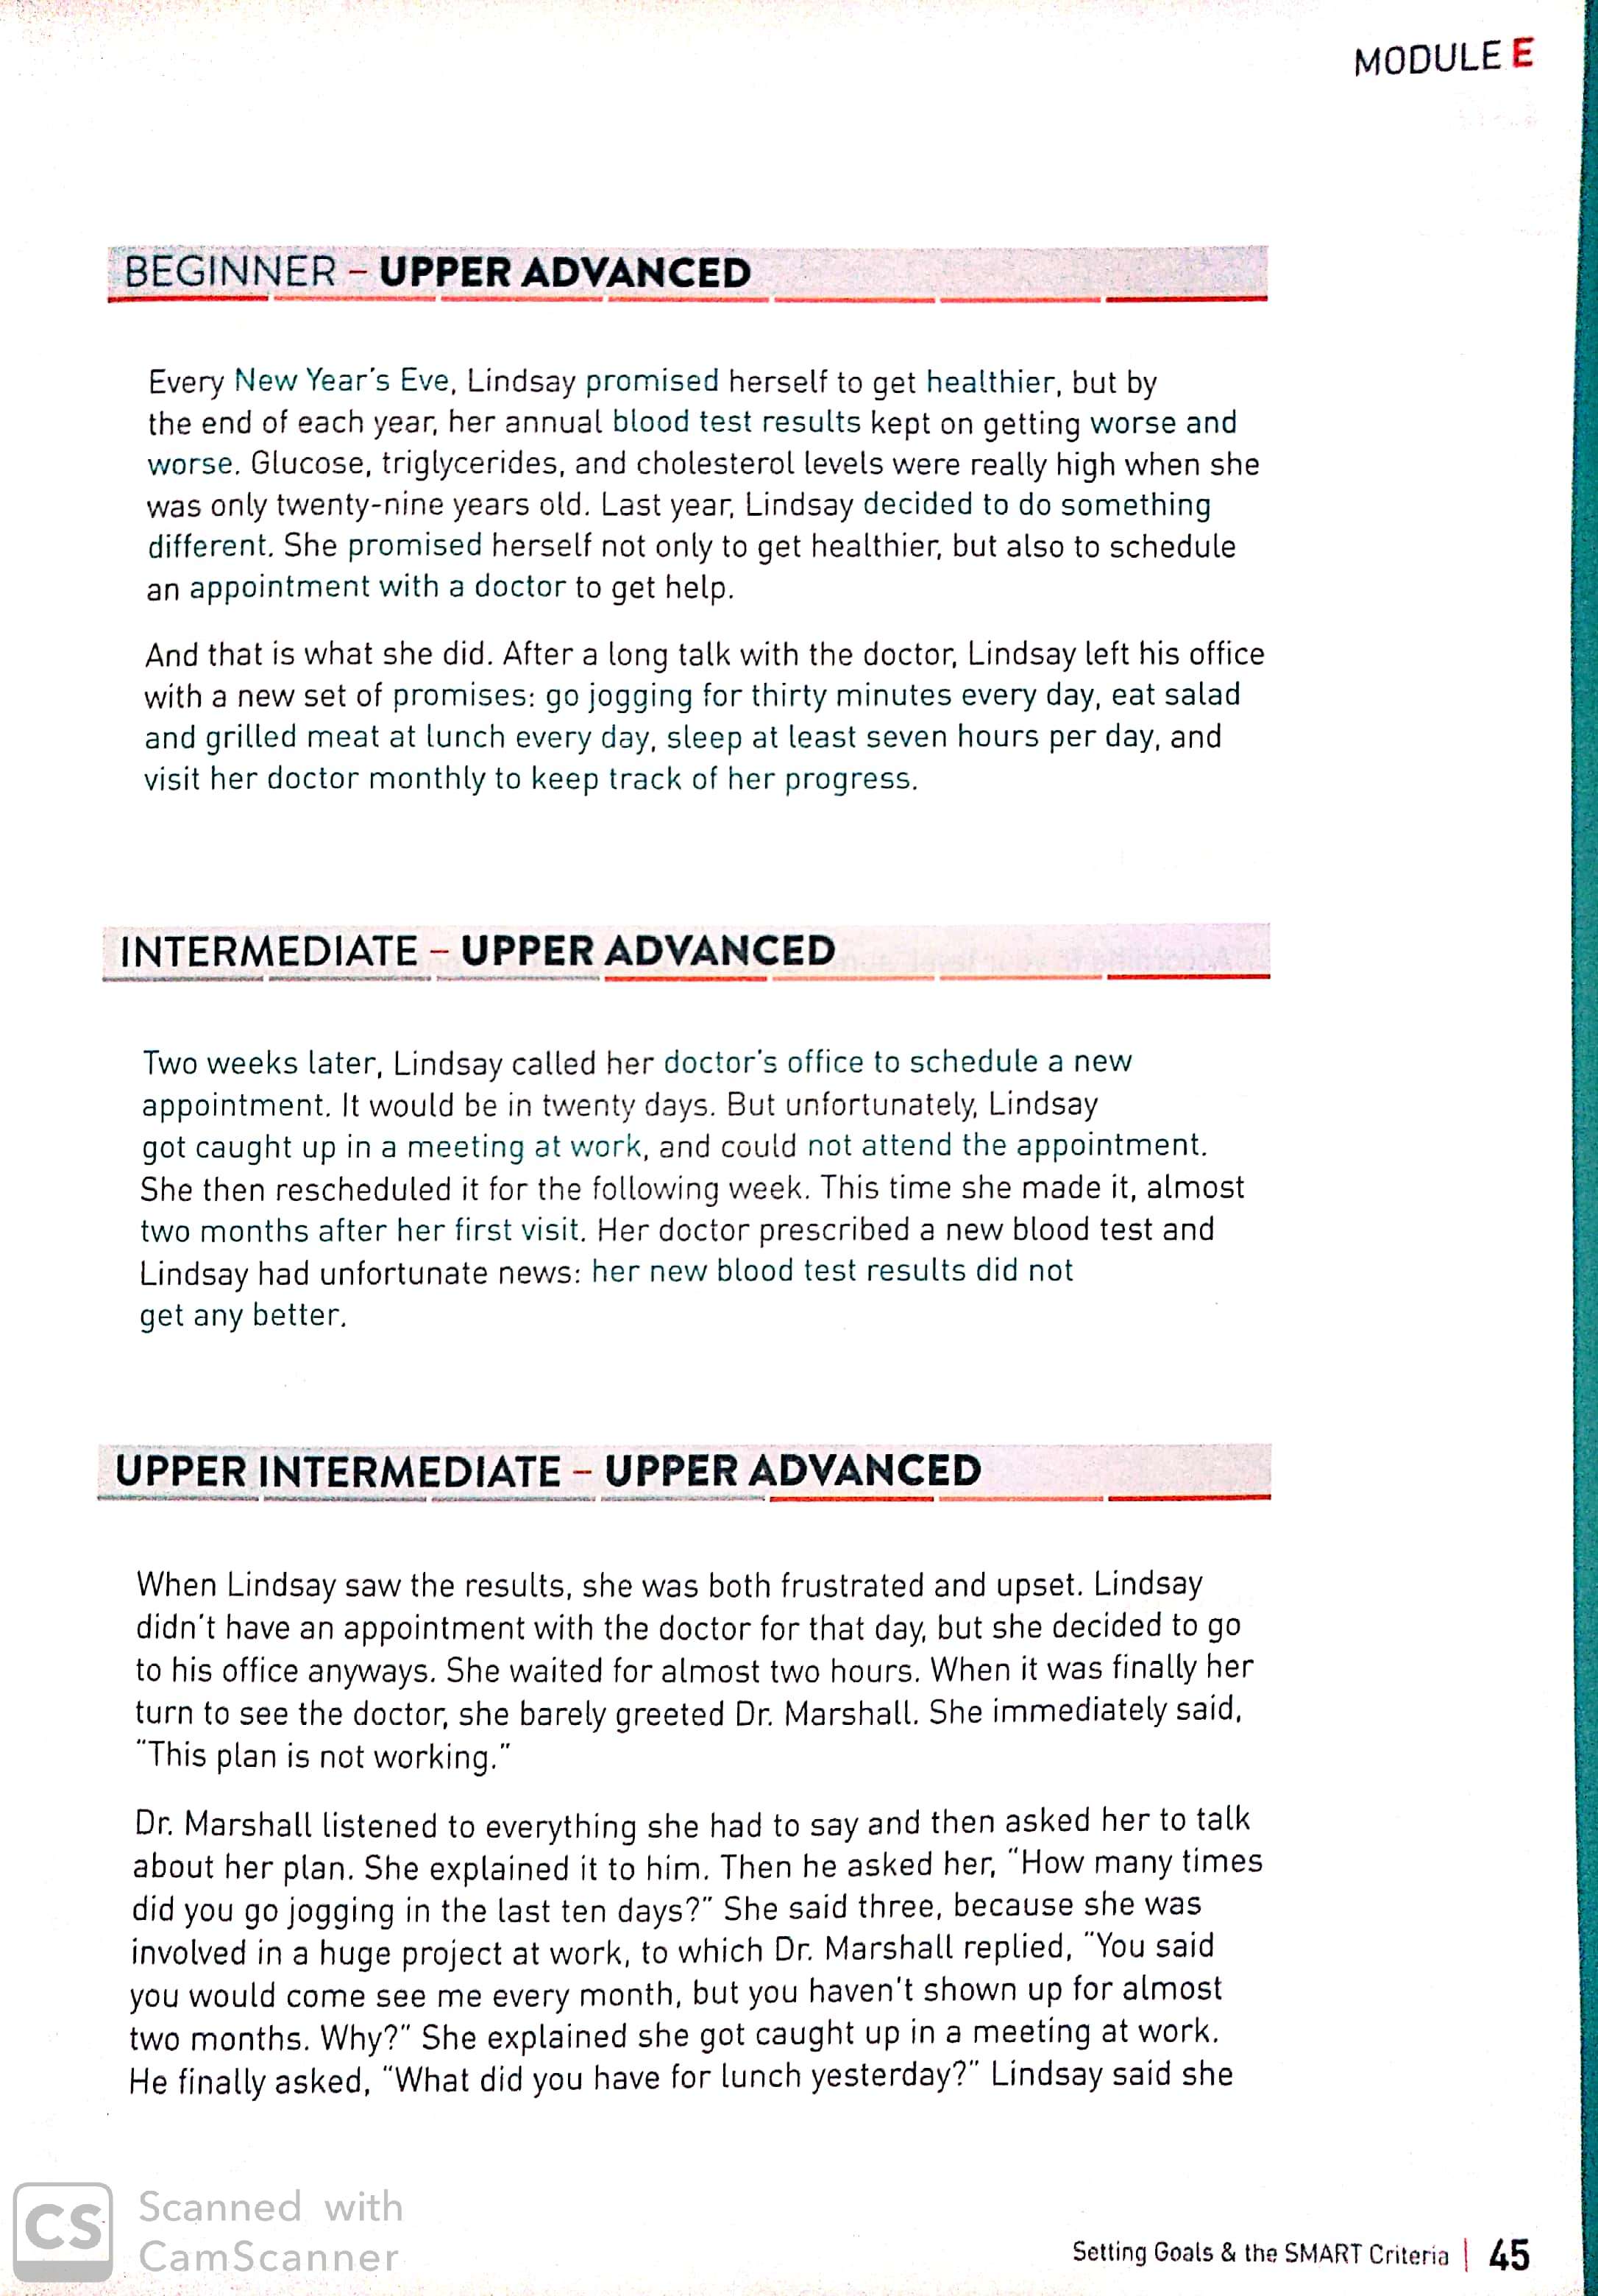 MODULE E
BEGINNER – UPPER ADVANCED
Every New Year's Eve, Lindsay promised herself to get healthier, but by
the end of each year, her annual blood test results kept on getting worse and
worse. Glucose, triglycerides, and cholesterol levels were really high when she
was only twenty-nine years old. Last year, Lindsay decided to do something
different. She promised herself not only to get healthier, but also to schedule
an appointment with a doctor to get help.
And that is what she did. After a long talk with the doctor, Lindsay left his office
with a new set of promises: go jogging for thirty minutes every day, eat salad
and grilled meat at lunch every day, sleep at least seven hours per day, and
visit her doctor monthly to keep track of her progress.
INTERMEDIATE – UPPER ADVANCED
Two weeks later, Lindsay called her doctor's office to schedule a new
appointment. It would be in twenty days. But unfortunately, Lindsay
got caught up in a meeting at work, and could not attend the appointment.
She then rescheduled it for the following week. This time she made it, almost
two months after her first visit. Her doctor prescribed a new blood test and
Lindsay had unfortunate news: her new blood test results did not
get any better.
UPPER INTERMEDIATE – UPPER ADVANCED
When Lindsay saw the results, she was both frustrated and upset. Lindsay
didn't have an appointment with the doctor for that day, but she decided to go
to his office anyways. She waited for almost two hours. When it was finally her
turn to see the doctor, she barely greeted Dr. Marshall. She immediately said,
"This plan is not working."
Dr. Marshall listened to everything she had to say and then asked her to talk
about her plan. She explained it to him. Then he asked her, "How many times
did you go jogging in the last ten days?" She said three, because she was
involved in a huge project at work, to which Dr. Marshall replied, "You said
you would come see me every month, but you haven't shown up for almost
two months. Why?" She explained she got caught up in a meeting at work.
He finally asked, "What did you have for lunch yesterday?" Lindsay said she
CS Scanned with
CamScanner
Setting Goals & the SMART Criteria | 45